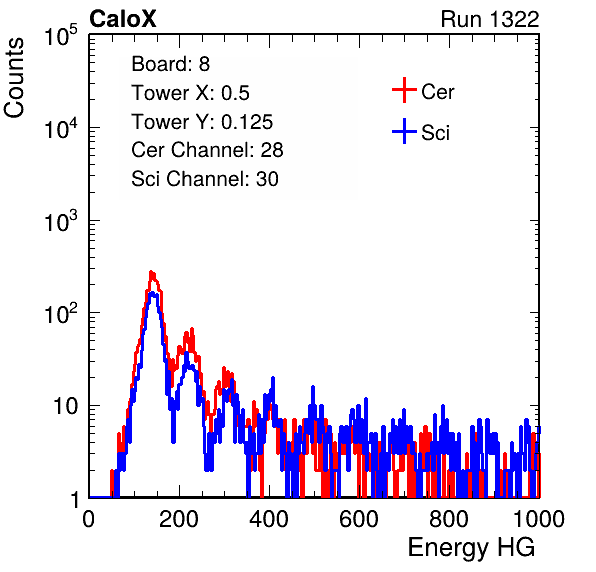 CaloX Run 1322
Counts
10^5
10^4
10^3
10^2
10
1
Board: 8
Tower X: 0.5
Tower Y: 0.125
Cer Channel: 28
Sci Channel: 30
Cer
Sci
0 200 400 600 800 1000
Energy HG